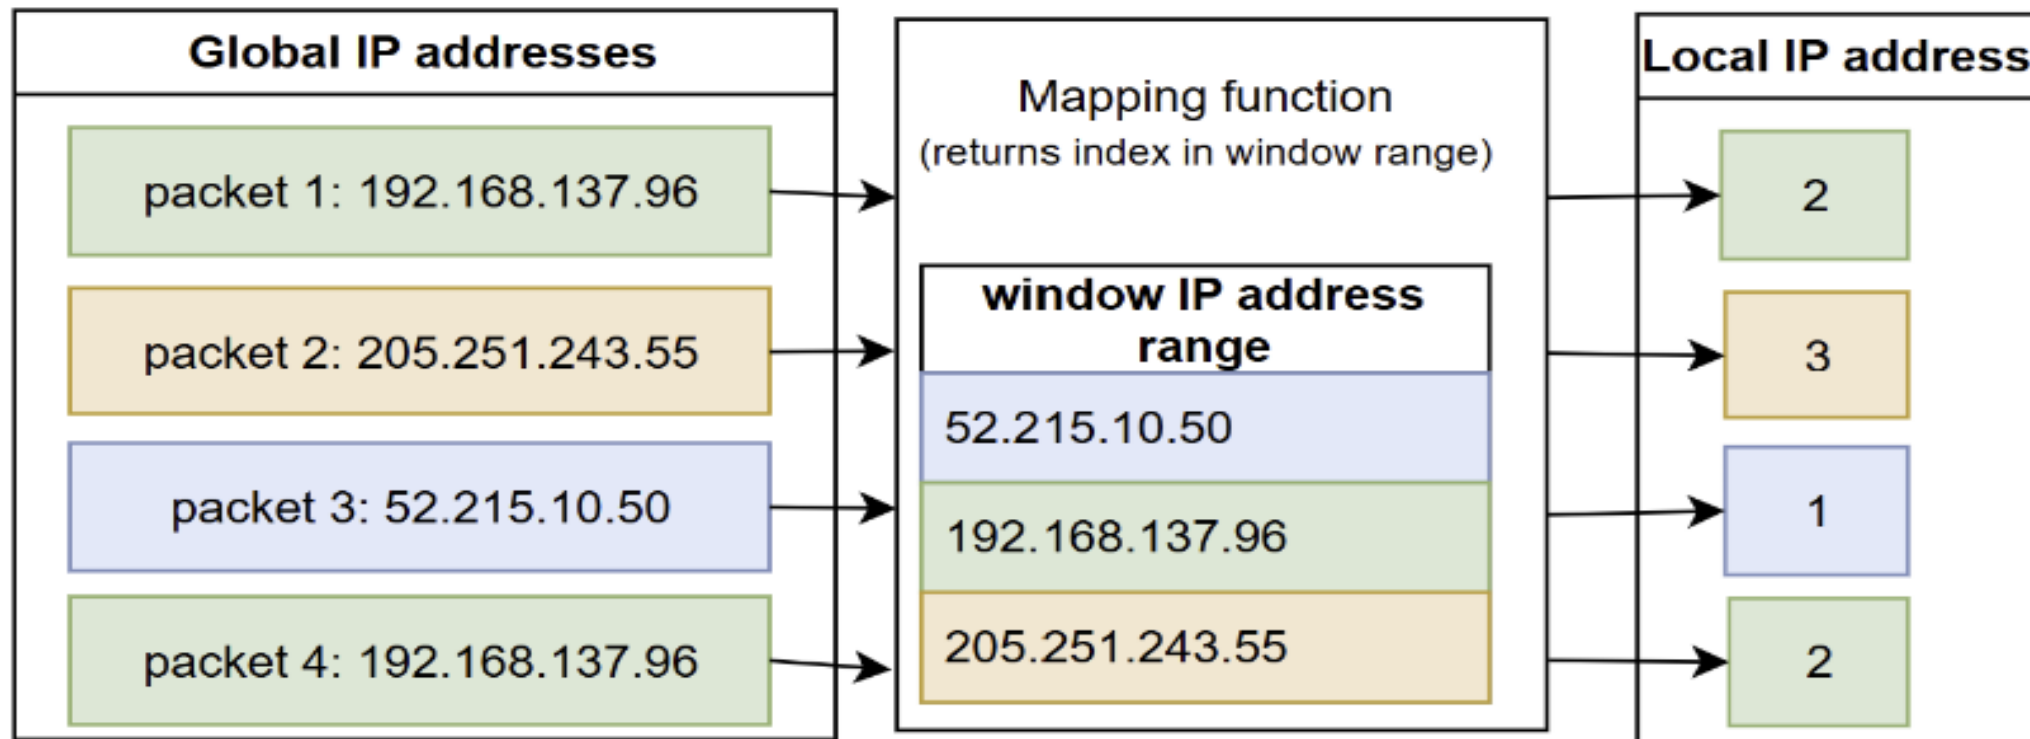 Global IP addresses
packet 1: 192.168.137.96
packet 2: 205.251.243.55
packet 3: 52.215.10.50
packet 4: 192.168.137.96
Mapping function
(returns index in window range)
window IP address
range
52.215.10.50
192.168.137.96
205.251.243.55
Local IP address
2
3
1
2